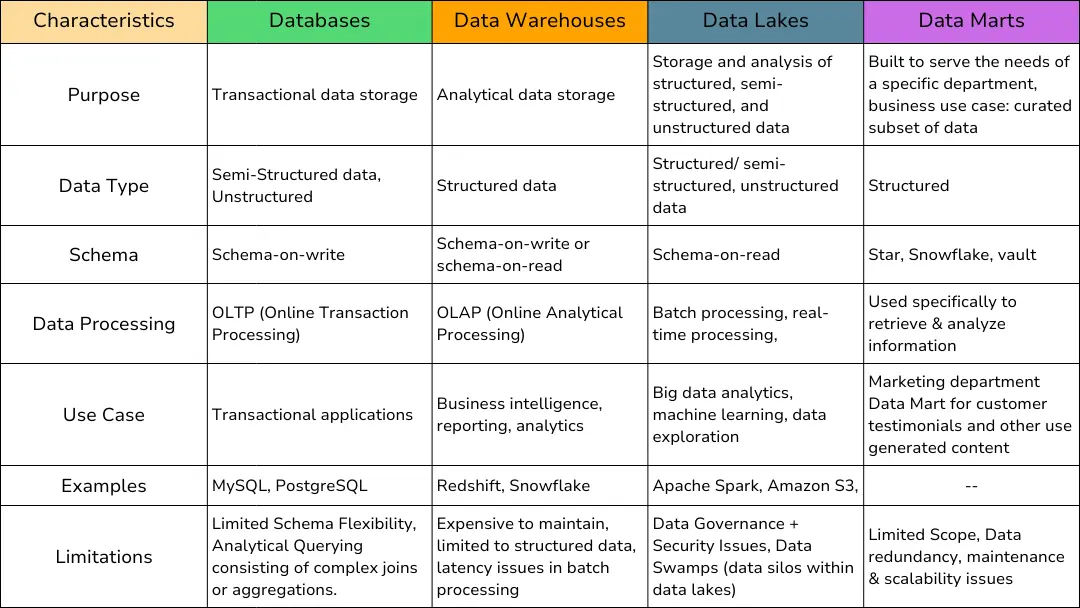 Characteristics
Databases
Data Warehouses
Data Lakes
Data Marts
Purpose
Transactional data storage
Analytical data storage
Storage and analysis of
structured, semi-
structured, and
unstructured data
Built to serve the needs of
a specific department,
business use case: curated
subset of data
Data Type
Semi-Structured data,
Unstructured
Structured data
Structured/ semi-
structured, unstructured
data
Structured
Schema
Schema-on-write
Schema-on-write or
schema-on-read
Schema-on-read
Star, Snowflake, vault
Data Processing
OLTP (Online Transaction
Processing)
OLAP (Online Analytical
Processing)
Batch processing, real-
time processing,
Used specifically to
retrieve & analyze
information
Use Case
Transactional applications
Business intelligence,
reporting, analytics
Big data analytics,
machine learning, data
exploration
Marketing department
Data Mart for customer
testimonials and other use
generated content
Examples
MySQL, PostgreSQL
Redshift, Snowflake
Apache Spark, Amazon S3,
--
Limitations
Limited Schema Flexibility,
Analytical Querying
consisting of complex joins
or aggregations.
Expensive to maintain,
limited to structured data,
latency issues in batch
processing
Data Governance +
Security Issues, Data
Swamps (data silos within
data lakes)
Limited Scope, Data
redundancy, maintenance
& scalability issues